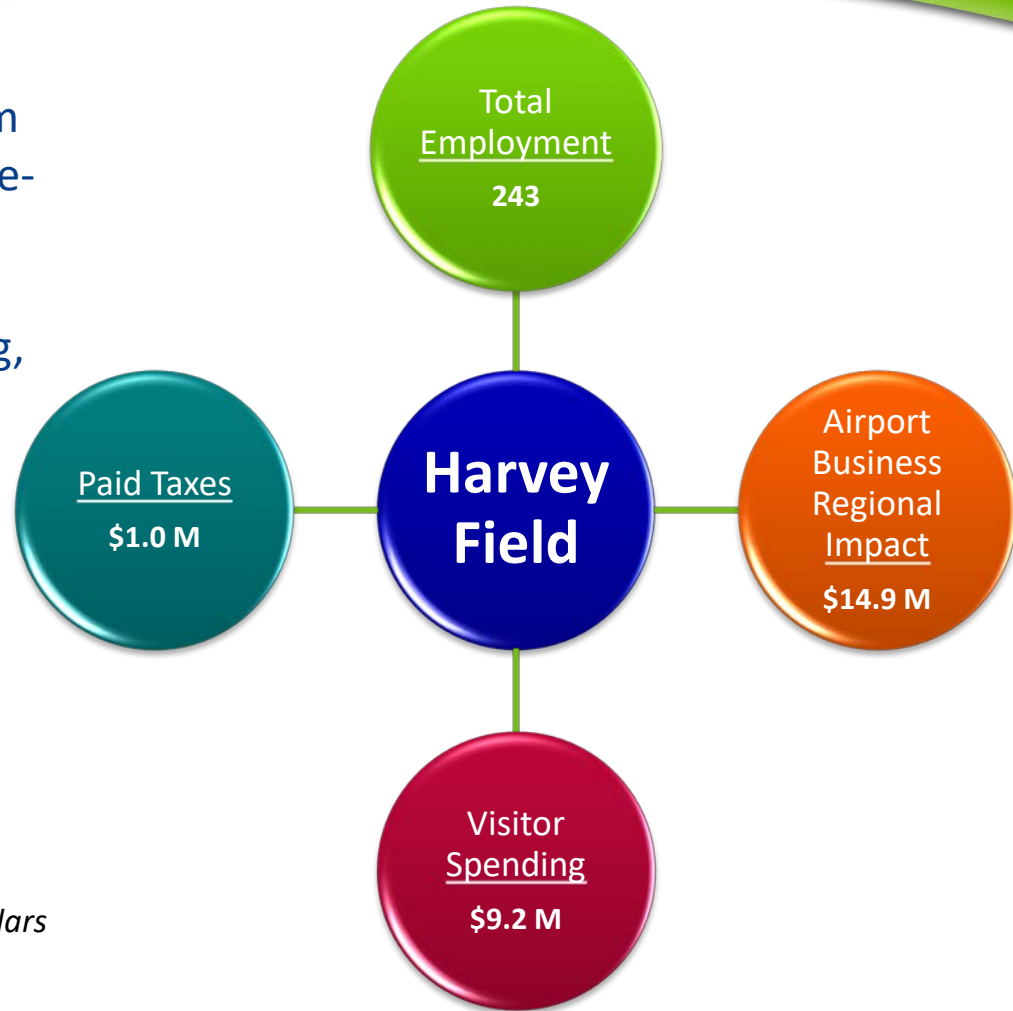 Total
Employment
243
Paid Taxes
$1.0 M
Harvey
Field
Airport
Business
Regional
Impact
$14.9 M
Visitor
Spending
$9.2 M